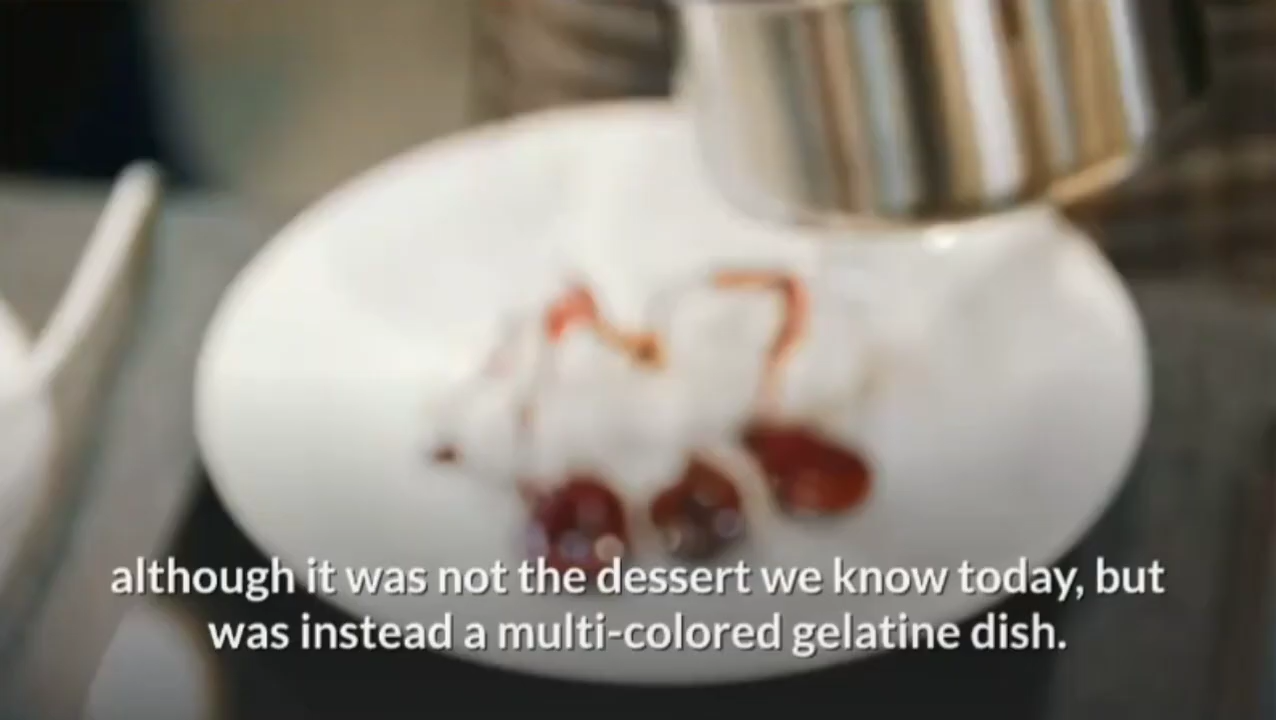 although it was not the dessert we know today, but
was instead a multi-colored gelatine dish.